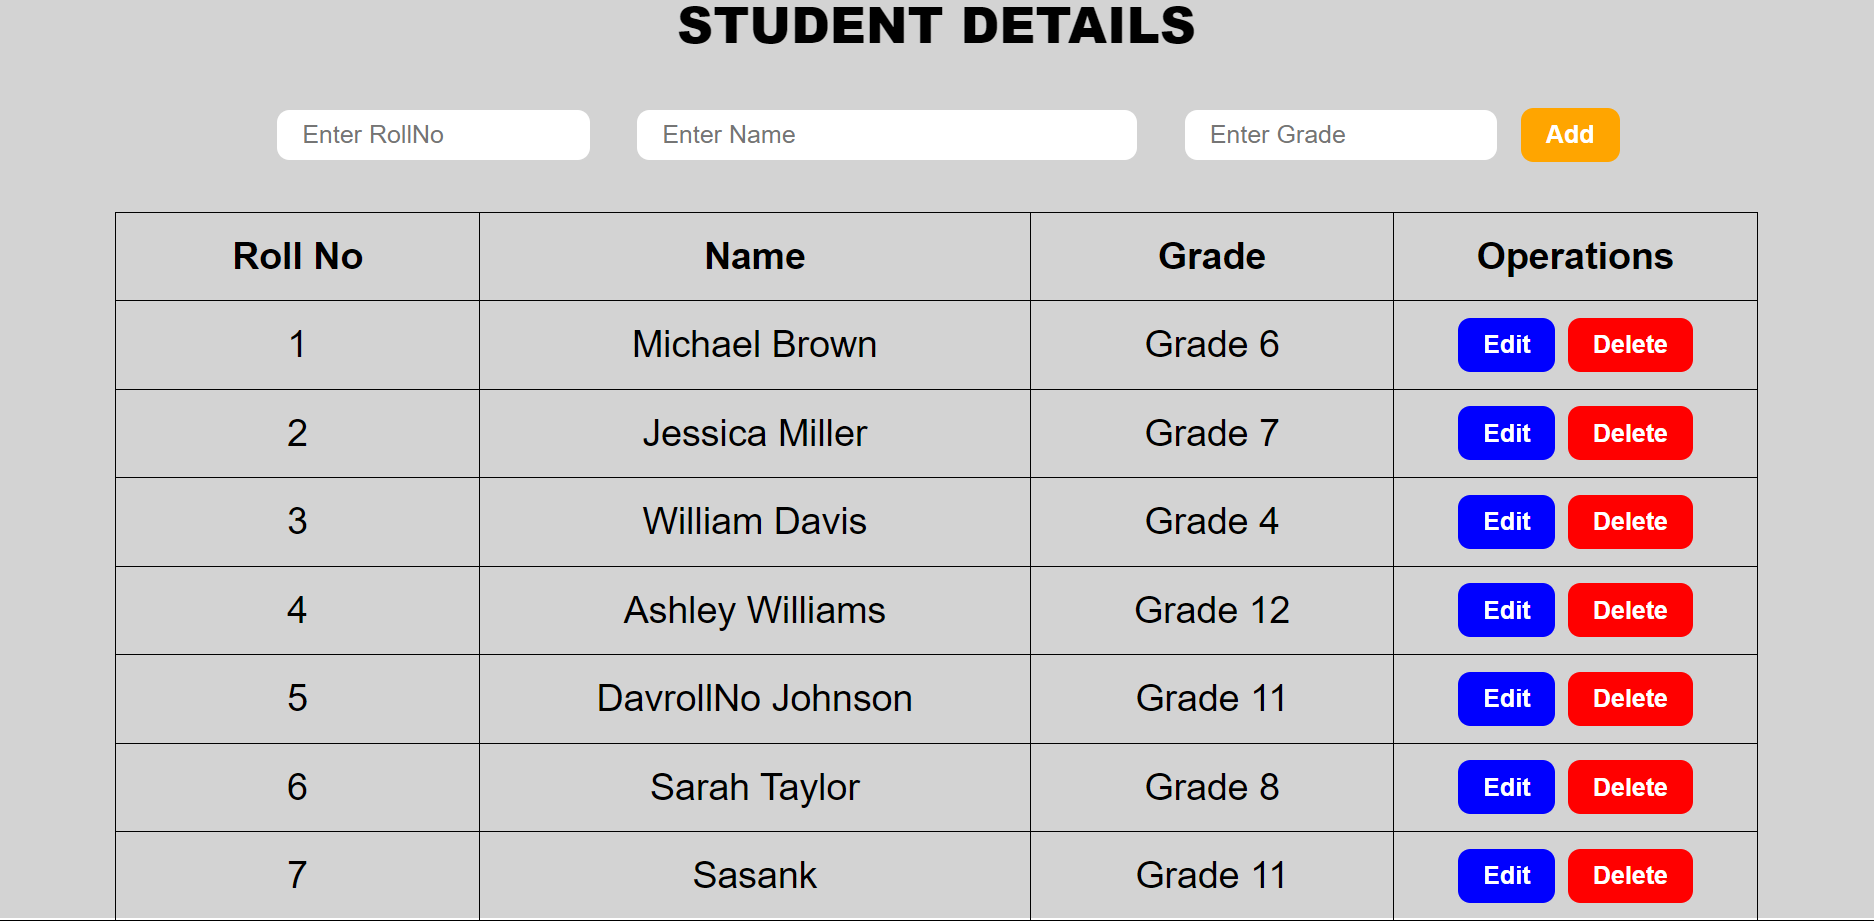 STUDENT DETAILS
Enter RollNo Enter Name Enter Grade Add
Roll No Name Grade Operations
1 Michael Brown Grade 6 Edit Delete
2 Jessica Miller Grade 7 Edit Delete
3 William Davis Grade 4 Edit Delete
4 Ashley Williams Grade 12 Edit Delete
5 DavrollNo Johnson Grade 11 Edit Delete
6 Sarah Taylor Grade 8 Edit Delete
7 Sasank Grade 11 Edit Delete